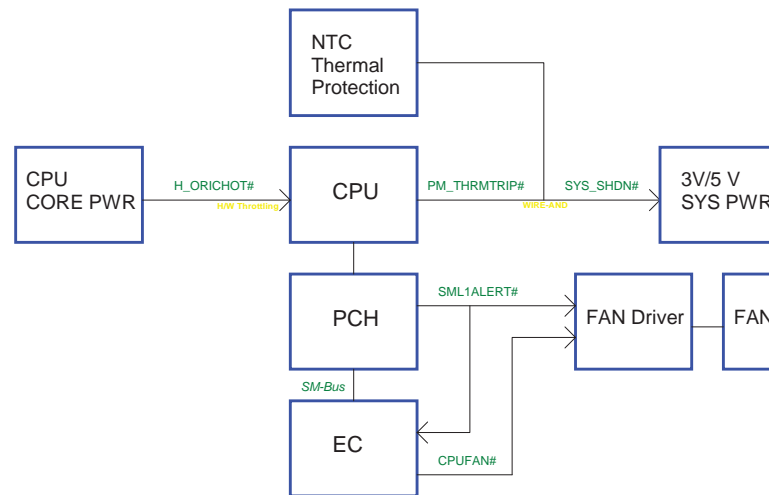 NTC
Thermal
Protection
CPU
CORE PWR
H_ORICHOT#
H/W Throttling
CPU
PM_THRMTRIP#
WIRE-AND
SYS_SHDN#
3V/5 V
SYS PWR
PCH
SML1ALERT#
FAN Driver
FAN
SM-Bus
EC
CPUFAN#